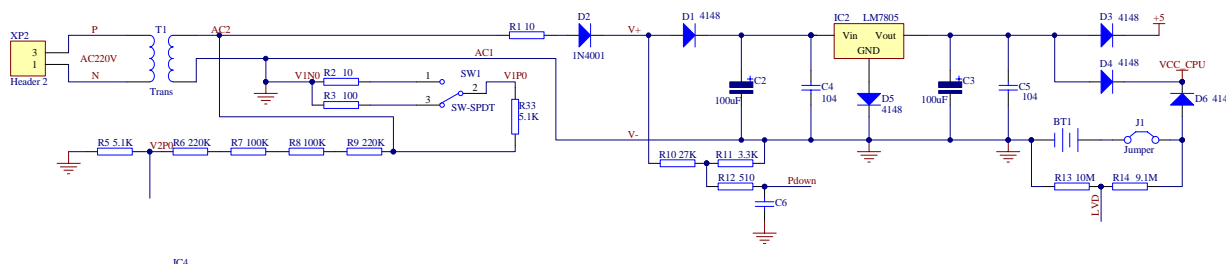 XP2
3
1
Header 2
P
AC220V
N
T1
Trans
AC2
AC1
R1 10
D2
1N4001
V1N0
R2 10
R3 100
1
3
2
SW1
SW-SPDT
V1P0
R33
5.1K
R5 5.1K
V2P0
R6 220K
R7 100K
R8 100K
R9 220K
V+
V-
D1 4148
C2
100uF
C4
104
IC2 LM7805
Vin Vout
GND
D5
4148
C3
100uF
C5
104
D3
4148
+5
D4
4148
VCC_CPU
D6 414
BT1
J1
Jumper
R10 27K
R11 3.3K
R12 510
Pdown
C6
R13 10M
R14 9.1M
LVD
IC4